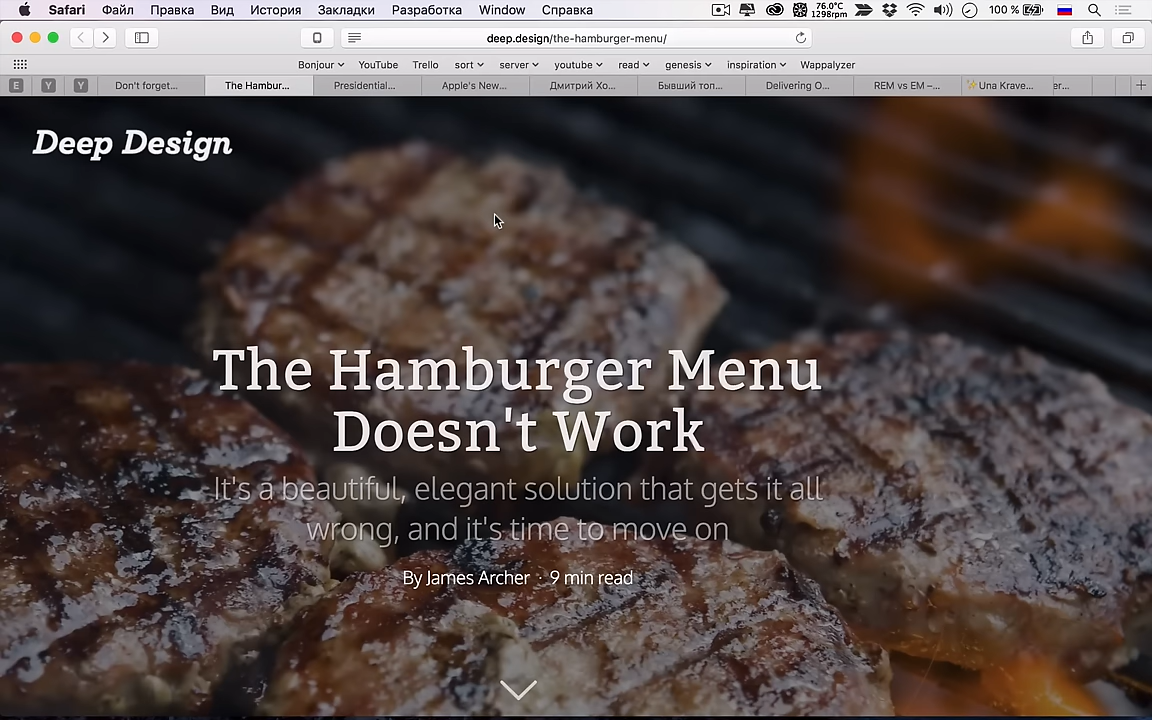 Safari Файл Правка Вид История Закладки Разработка Window Справка 76.0°C 1298rpm 100 %
deep.design/the-hamburger-menu/
Bonjour YouTube Trello sort server youtube read genesis inspiration Wappalyzer
E Y Y Don't forget... The Hambur... Presidential... Apple's New... Дмитрий Хо... Бывший топ... Delivering O... REM vs EM –... Una Krave... er...
Deep Design
The Hamburger Menu
Doesn't Work
It's a beautiful, elegant solution that gets it all
wrong, and it's time to move on
By James Archer · 9 min read